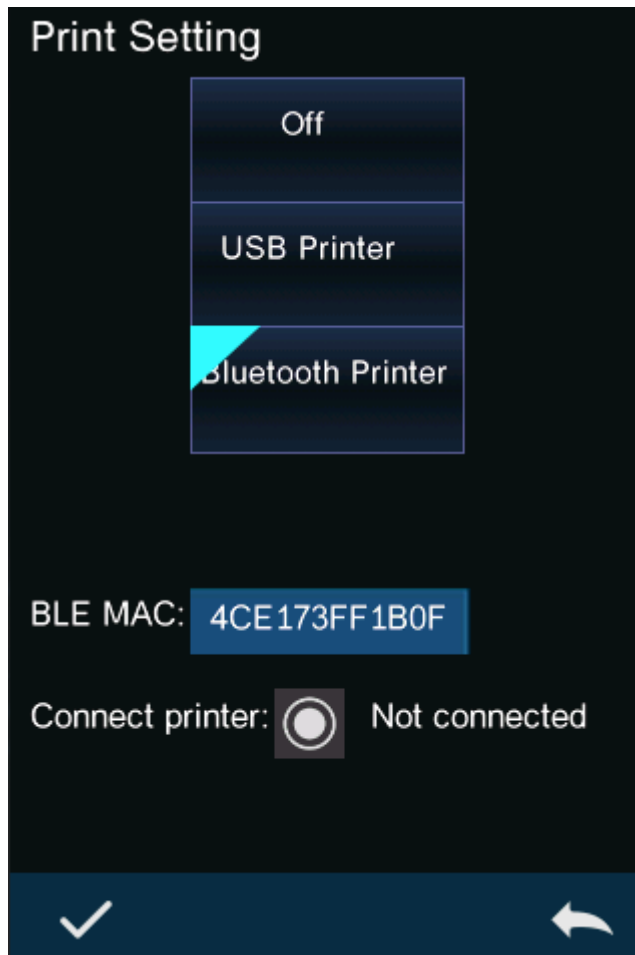 Print Setting
Off
USB Printer
Bluetooth Printer
BLE MAC: 4CE173FF1B0F
Connect printer: Not connected